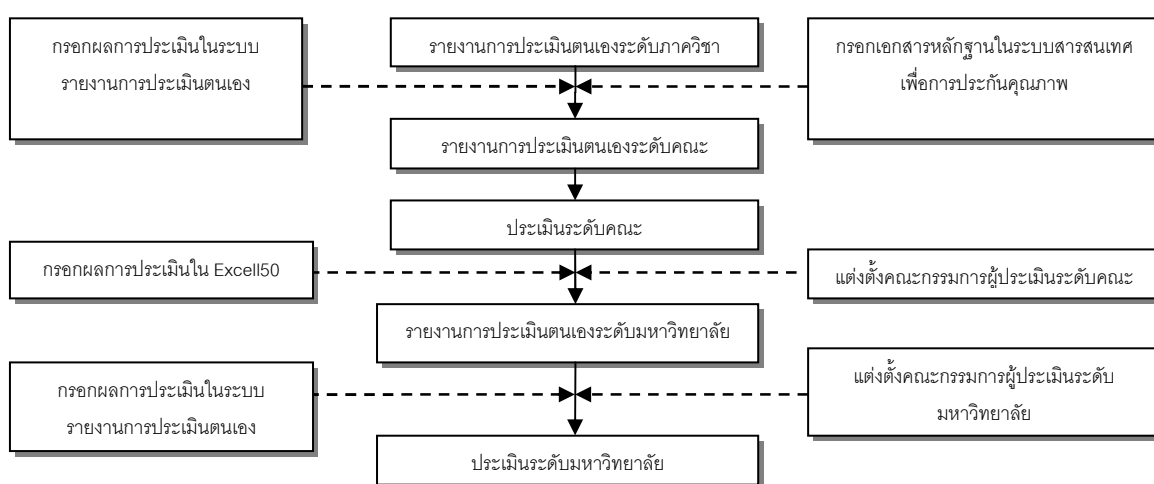 กรอกผลการประเมินในระบบ
รายงานการประเมินตนเอง
รายงานการประเมินตนเองระดับภาควิชา
กรอกเอกสารหลักฐานในระบบสารสนเทศ
เพื่อการประกันคุณภาพ
รายงานการประเมินตนเองระดับคณะ
ประเมินระดับคณะ
กรอกผลการประเมินใน Excell50
แต่งตั้งคณะกรรมการผู้ประเมินระดับคณะ
รายงานการประเมินตนเองระดับมหาวิทยาลัย
กรอกผลการประเมินในระบบ
รายงานการประเมินตนเอง
แต่งตั้งคณะกรรมการผู้ประเมินระดับ
มหาวิทยาลัย
ประเมินระดับมหาวิทยาลัย